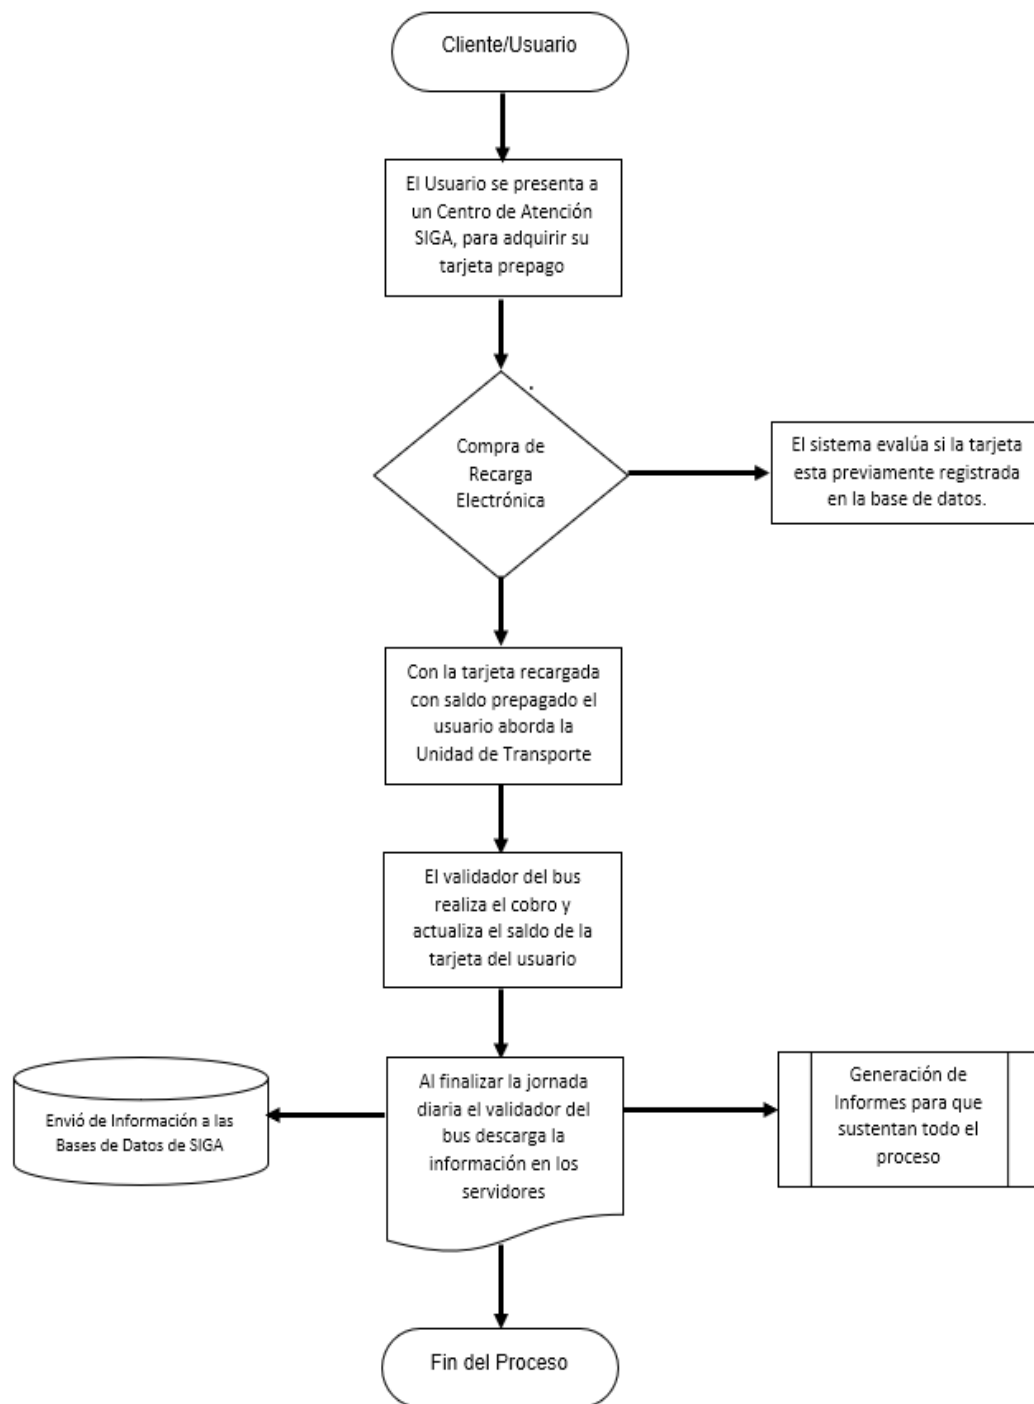 Cliente/Usuario
El Usuario se presenta a
un Centro de Atención
SIGA, para adquirir su
tarjeta prepago
Compra de
Recarga
Electrónica
El sistema evalúa si la tarjeta
esta previamente registrada
en la base de datos.
Con la tarjeta recargada
con saldo prepagado el
usuario aborda la
Unidad de Transporte
El validador del bus
realiza el cobro y
actualiza el saldo de la
tarjeta del usuario
Envió de Información a las
Bases de Datos de SIGA
Al finalizar la jornada
diaria el validador del
bus descarga la
información en los
servidores
Generación de
Informes para que
sustentan todo el
proceso
Fin del Proceso